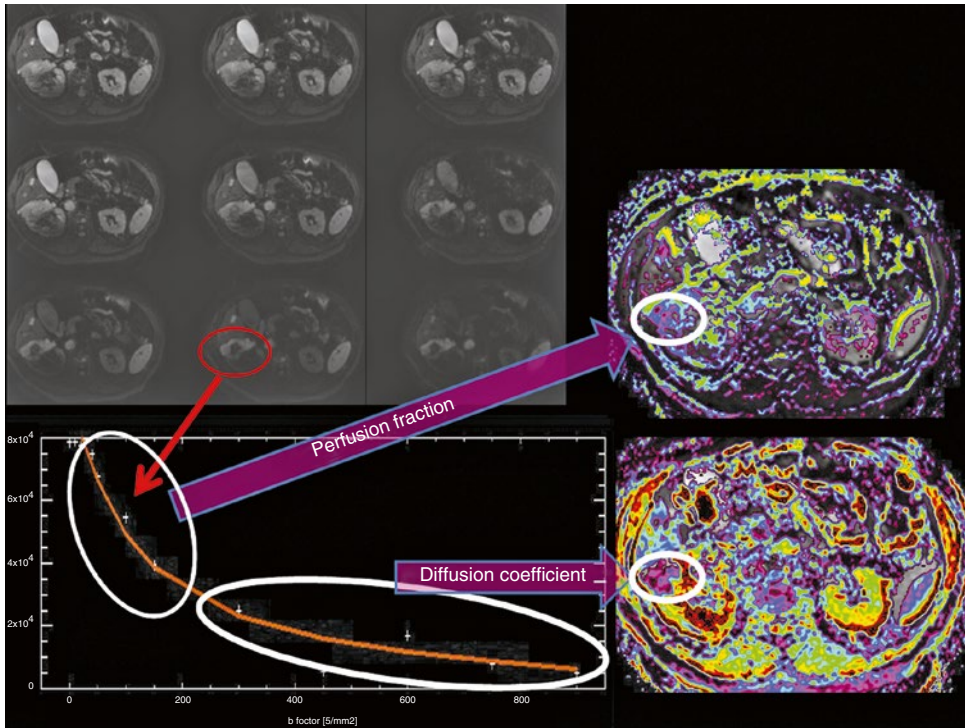 Perfusion fraction
8x10⁴
6x10⁴
4x10⁴
Diffusion coefficient
2x10⁴
0
0 200 400 600 800
b foctor [5/mm2]